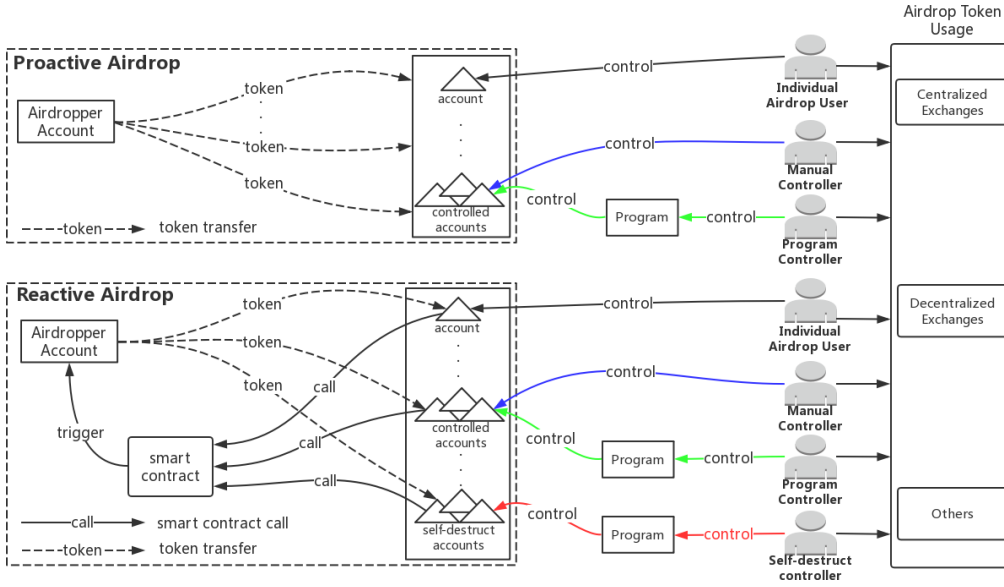 Airdrop Token
Usage
Proactive Airdrop
Airdropper
Account
token
token
token
account
controlled
accounts
token
token transfer
control
control
control
Program
control
Individual
Airdrop User
Manual
Controller
Program
Controller
Centralized
Exchanges
Reactive Airdrop
Airdropper
Account
token
token
token
trigger
smart
contract
call
call
call
account
controlled
accounts
self-destruct
accounts
call
smart contract call
token
token transfer
control
control
control
Program
control
control
Program
control
Individual
Airdrop User
Manual
Controller
Program
Controller
Self-destruct
controller
Decentralized
Exchanges
Others